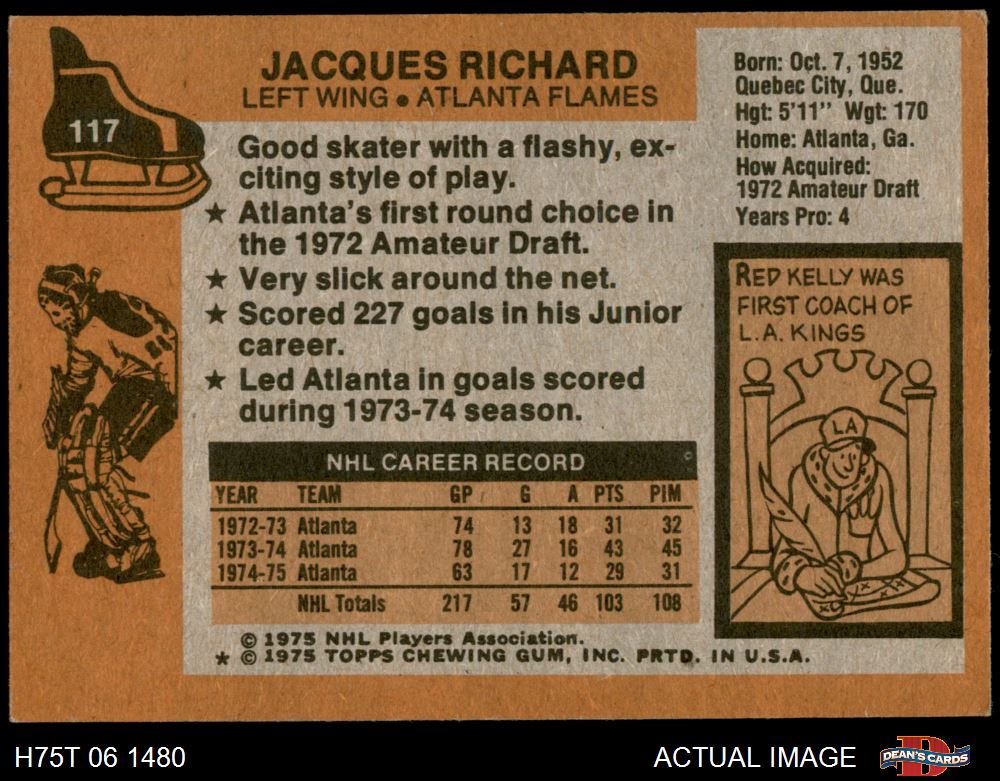 117
JACQUES RICHARD
LEFT WING • ATLANTA FLAMES
Good skater with a flashy, ex-
citing style of play.
★ Atlanta's first round choice in
the 1972 Amateur Draft.
★ Very slick around the net.
★ Scored 227 goals in his Junior
career.
★ Led Atlanta in goals scored
during 1973-74 season.
Born: Oct. 7, 1952
Quebec City, Que.
Hgt: 5'11" Wgt: 170
Home: Atlanta, Ga.
How Acquired:
1972 Amateur Draft
Years Pro: 4
RED KELLY WAS
FIRST COACH OF
L.A. KINGS
LA
NHL CAREER RECORD
YEAR TEAM GP G A PTS PIM
1972-73 Atlanta 74 13 18 31 32
1973-74 Atlanta 78 27 16 43 45
1974-75 Atlanta 63 17 12 29 31
NHL Totals 217 57 46 103 108
© 1975 NHL Players Association.
★ © 1975 TOPPS CHEWING GUM, INC. PRTD. IN U.S.A.
H75T 06 1480
ACTUAL IMAGE
DEAN'S CARDS